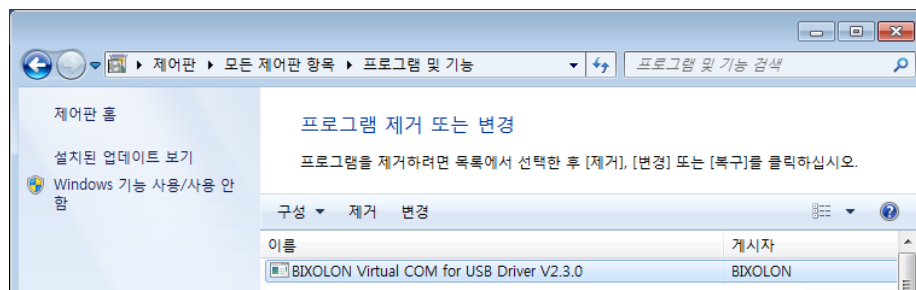 제어판 ▸ 모든 제어판 항목 ▸ 프로그램 및 기능
프로그램 및 기능 검색
제어판 홈
설치된 업데이트 보기
Windows 기능 사용/사용 안
함
프로그램 제거 또는 변경
프로그램을 제거하려면 목록에서 선택한 후 [제거], [변경] 또는 [복구]를 클릭하십시오.
구성 제거 변경
이름 게시자
BIXOLON Virtual COM for USB Driver V2.3.0 BIXOLON